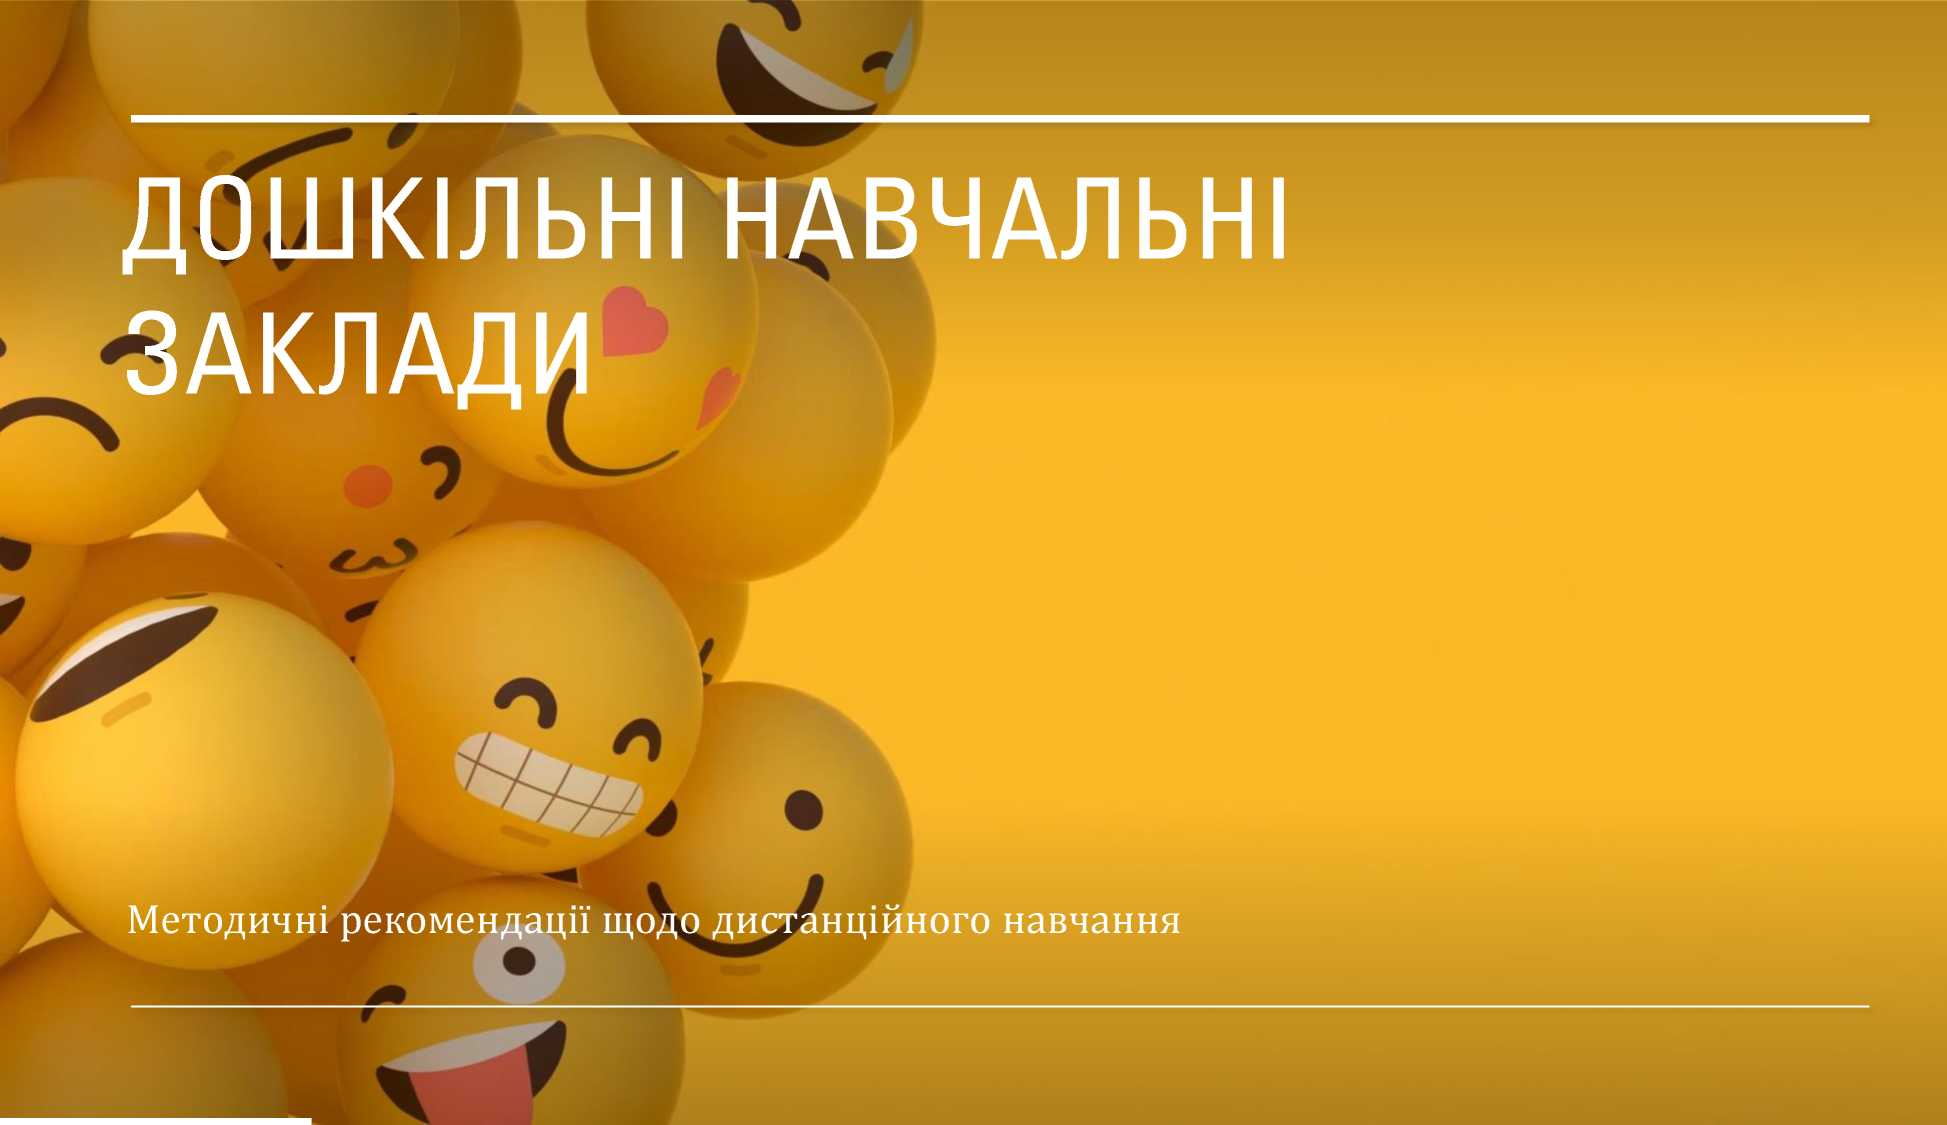 ДОШКІЛЬНІ НАВЧАЛЬНІ
ЗАКЛАДИ
Методичні рекомендації щодо дистанційного навчання